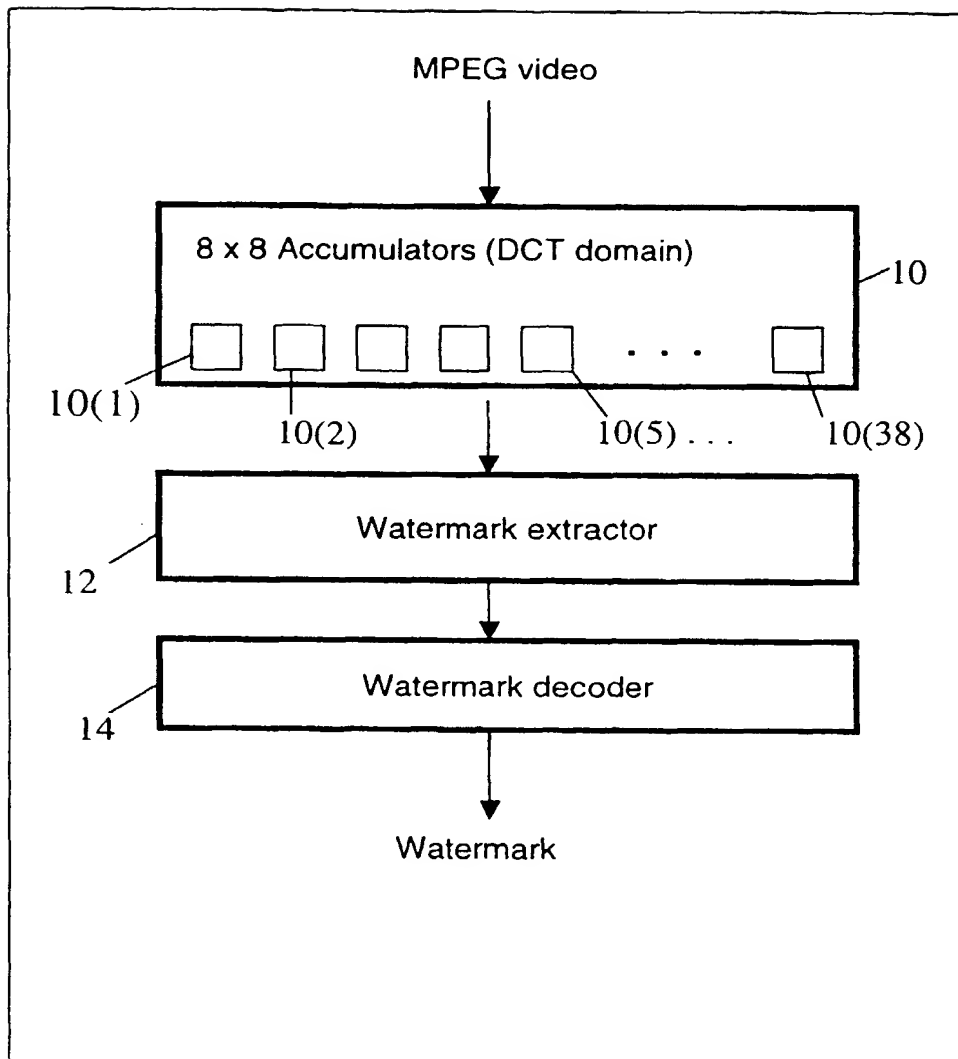 MPEG video
8 x 8 Accumulators (DCT domain)
10
. . .
10(1)
10(2)
10(5) . . .
10(38)
Watermark extractor
12
Watermark decoder
14
Watermark